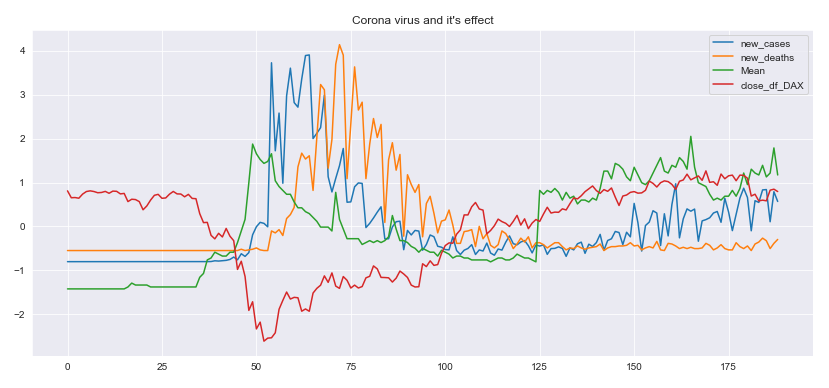 Corona virus and it's effect
new_cases
new_deaths
Mean
close_df_DAX
4
3
2
1
0
−1
−2
0 25 50 75 100 125 150 175